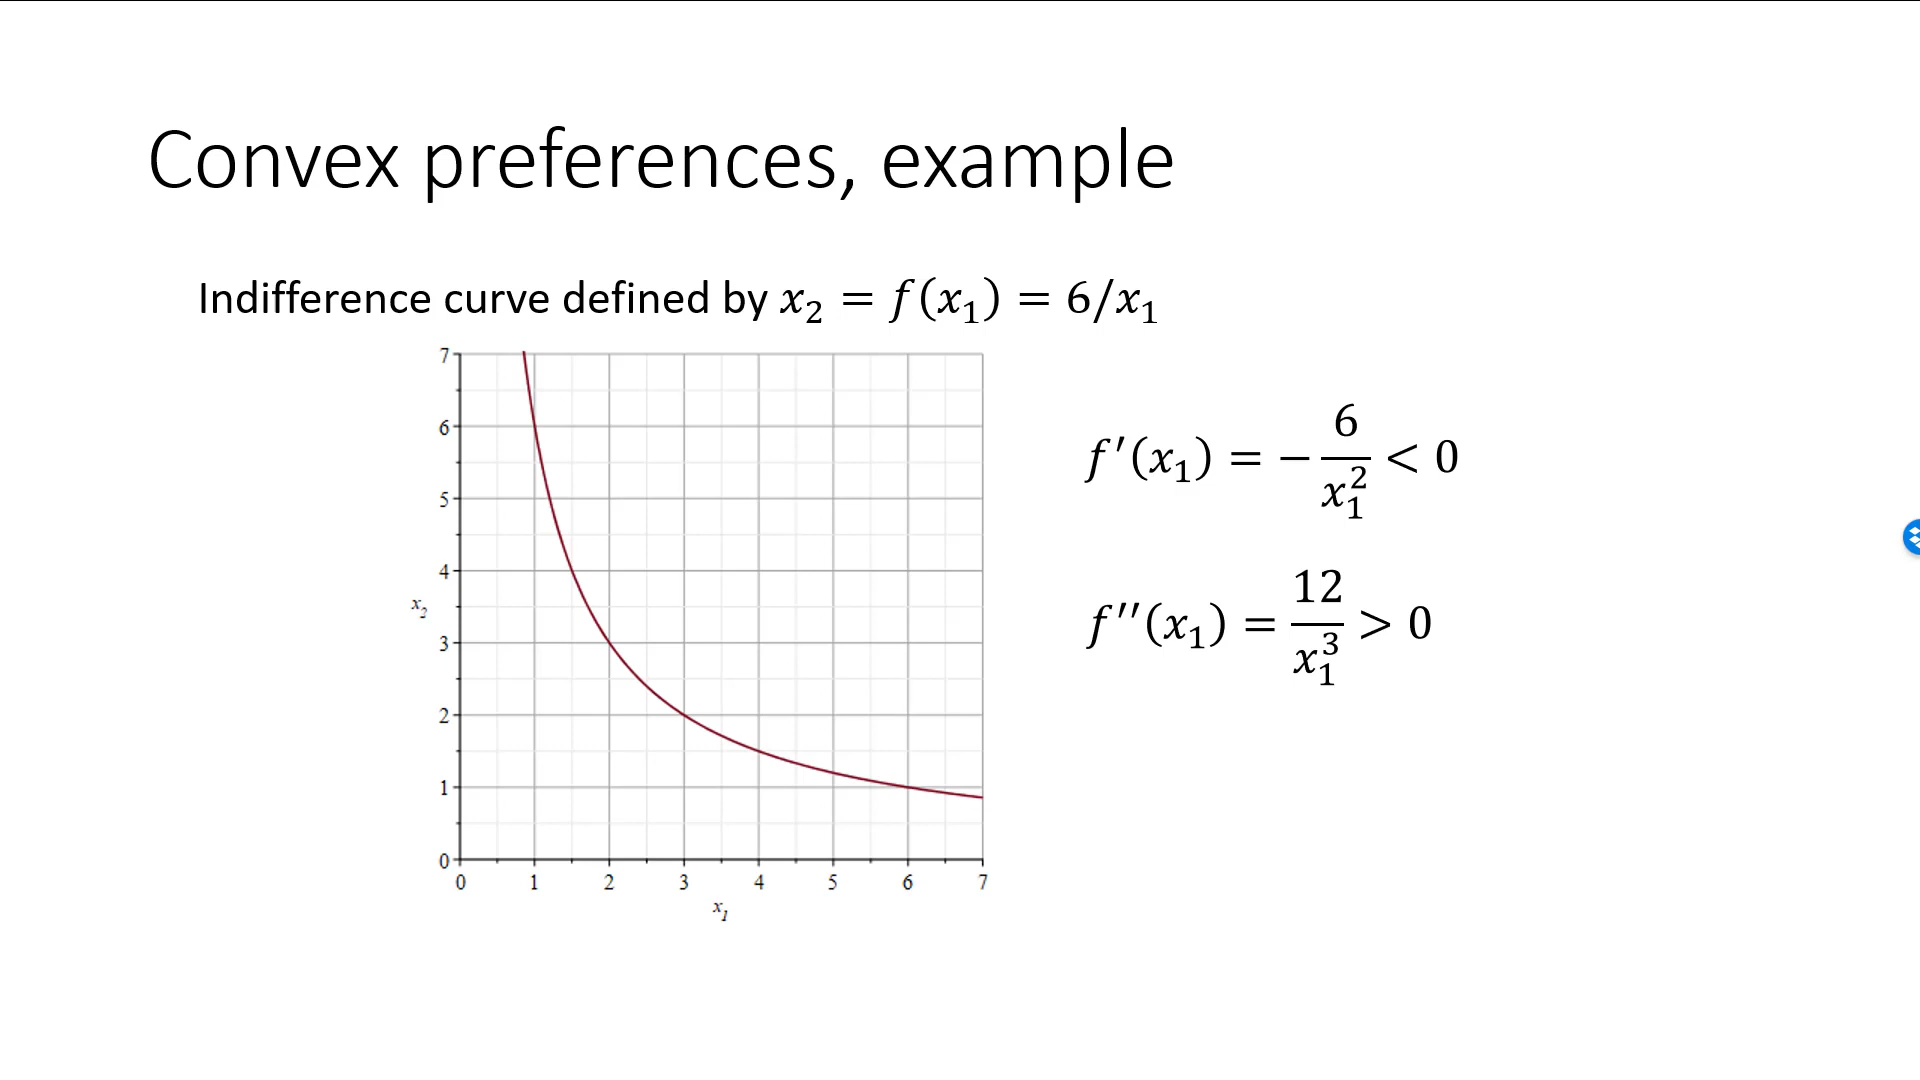 Convex preferences, example
Indifference curve defined by x₂ = f(x₁) = 6/x₁
7
6
5
4
3
2
1
0
x₂
0 1 2 3 4 5 6 7
x₁
f′(x₁) = −6/x₁² < 0
f″(x₁) = 12/x₁³ > 0